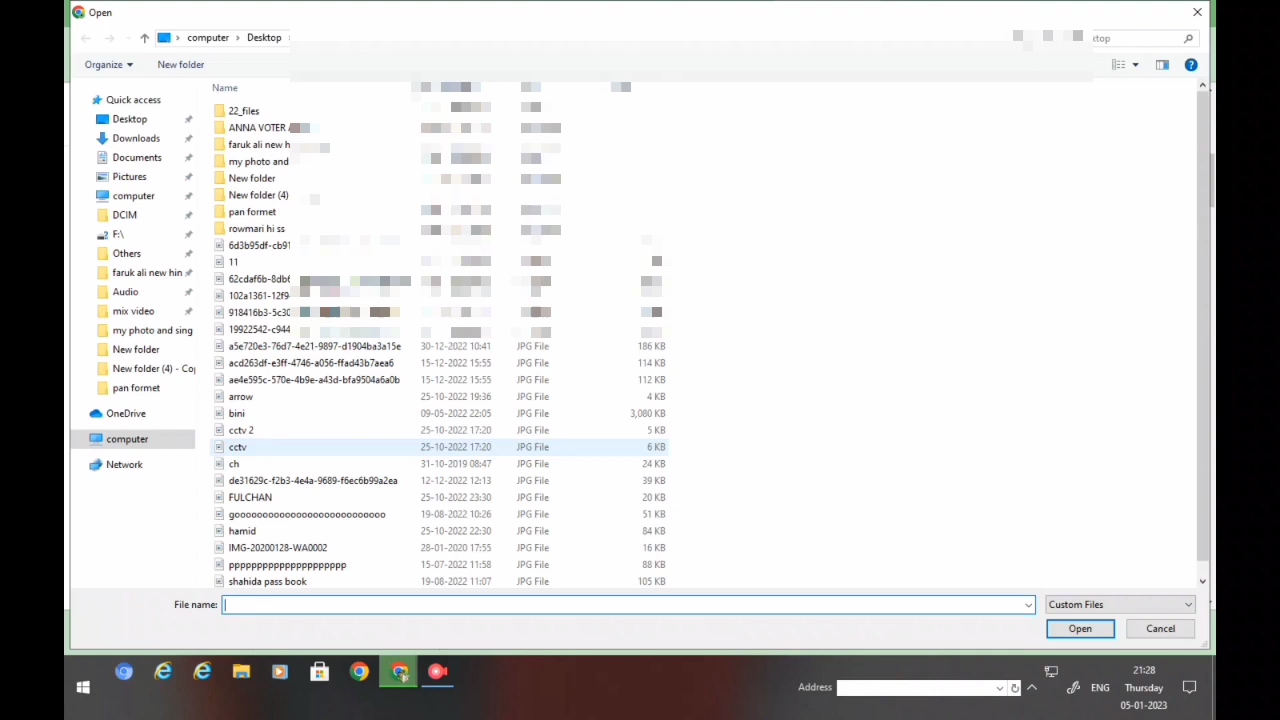 Open
computer
Desktop
Organize
New folder
Name
Quick access
Desktop
Downloads
Documents
Pictures
computer
DCIM
F:\
Others
faruk ali new hin
Audio
mix video
my photo and sing
New folder
New folder (4) - Cop
pan formet
OneDrive
computer
Network
22_files
ANNA VOTER
faruk ali new h
my photo and
New folder
New folder (4)
pan formet
rowmari hi ss
6d3b95df-cb91
11
62cdaf6b-8db6
102a1361-12f9
918416b3-5c30
19922542-c944
a5e720e3-76d7-4e21-9897-d1904ba3a15e 30-12-2022 10:41 JPG File 186 KB
acd263df-e3ff-4746-a056-ffad43b7aea6 15-12-2022 15:55 JPG File 114 KB
ae4e595c-570e-4b9e-a43d-bfa9504a6a0b 15-12-2022 15:55 JPG File 112 KB
arrow 25-10-2022 19:36 JPG File 4 KB
bini 09-05-2022 22:05 JPG File 3,080 KB
cctv 2 25-10-2022 17:20 JPG File 5 KB
cctv 25-10-2022 17:20 JPG File 6 KB
ch 31-10-2019 08:47 JPG File 24 KB
de31629c-f2b3-4e4a-9689-f6ec6b99a2ea 12-12-2022 12:13 JPG File 39 KB
FULCHAN 25-10-2022 23:30 JPG File 20 KB
gooooooooooooooooooooooooo 19-08-2022 10:26 JPG File 51 KB
hamid 25-10-2022 22:30 JPG File 84 KB
IMG-20200128-WA0002 28-01-2020 17:55 JPG File 16 KB
ppppppppppppppppppppp 15-07-2022 11:58 JPG File 88 KB
shahida pass book 19-08-2022 11:07 JPG File 105 KB
File name:
Custom Files
Open
Cancel
Address
ENG
21:28
Thursday
05-01-2023